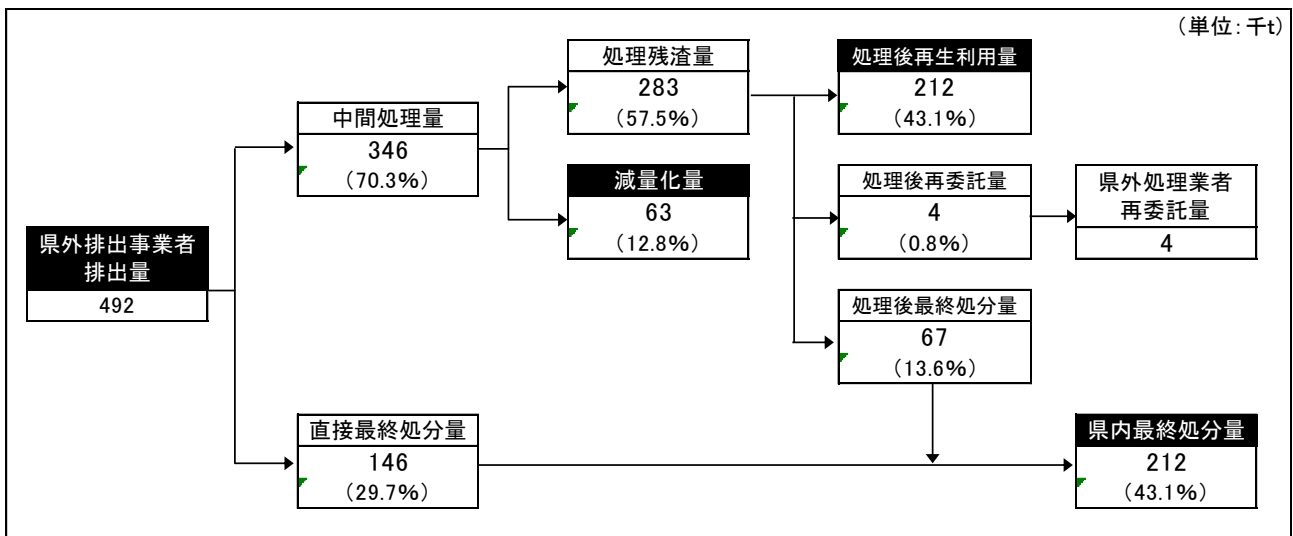 （単位：千t）
処理残渣量
283
（57.5%）
処理後再生利用量
212
（43.1%）
中間処理量
346
（70.3%）
減量化量
63
（12.8%）
処理後再委託量
4
（0.8%）
県外処理業者
再委託量
4
県外排出事業者
排出量
492
処理後最終処分量
67
（13.6%）
直接最終処分量
146
（29.7%）
県内最終処分量
212
（43.1%）